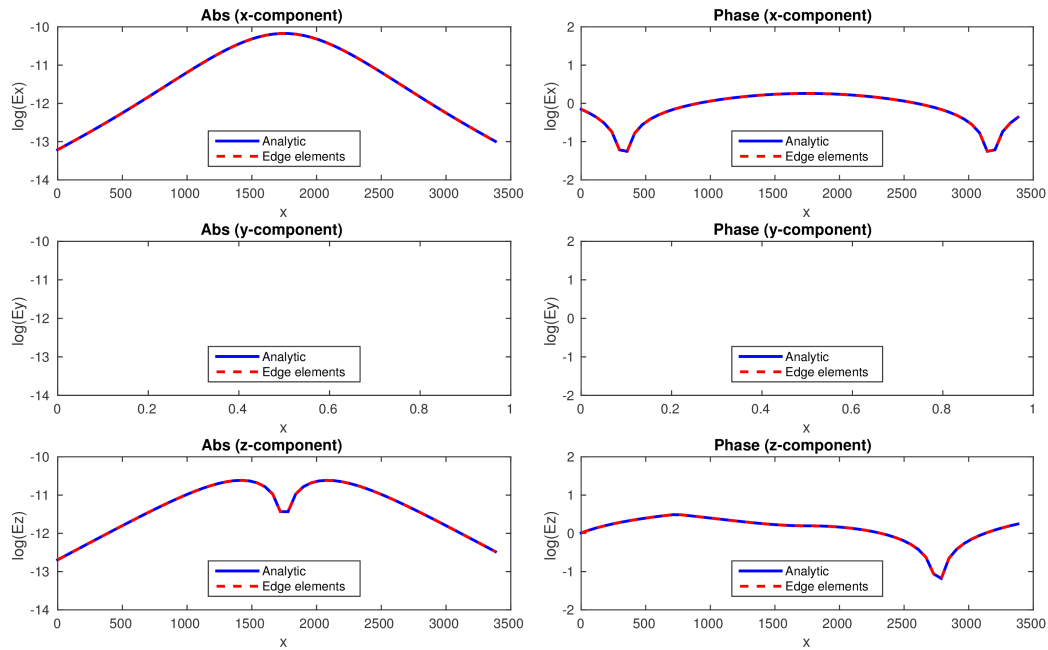 Abs (x-component)
-10
-11
-12
-13
-14
log(Ex)
Analytic
Edge elements
0 500 1000 1500 2000 2500 3000 3500
x
Phase (x-component)
2
1
0
-1
-2
log(Ex)
Analytic
Edge elements
0 500 1000 1500 2000 2500 3000 3500
x
Abs (y-component)
-10
-11
-12
-13
-14
log(Ey)
Analytic
Edge elements
0 0.2 0.4 0.6 0.8 1
x
Phase (y-component)
2
1
0
-1
-2
log(Ey)
Analytic
Edge elements
0 0.2 0.4 0.6 0.8 1
x
Abs (z-component)
-10
-11
-12
-13
-14
log(Ez)
Analytic
Edge elements
0 500 1000 1500 2000 2500 3000 3500
x
Phase (z-component)
2
1
0
-1
-2
log(Ez)
Analytic
Edge elements
0 500 1000 1500 2000 2500 3000 3500
x